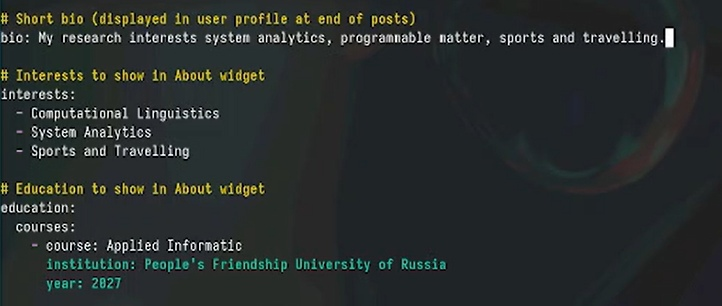 # Short bio (displayed in user profile at end of posts)
bio: My research interests system analytics, programmable matter, sports and travelling.
# Interests to show in About widget
interests:
- Computational Linguistics
- System Analytics
- Sports and Travelling
# Education to show in About widget
education:
courses:
- course: Applied Informatic
institution: People's Friendship University of Russia
year: 2027